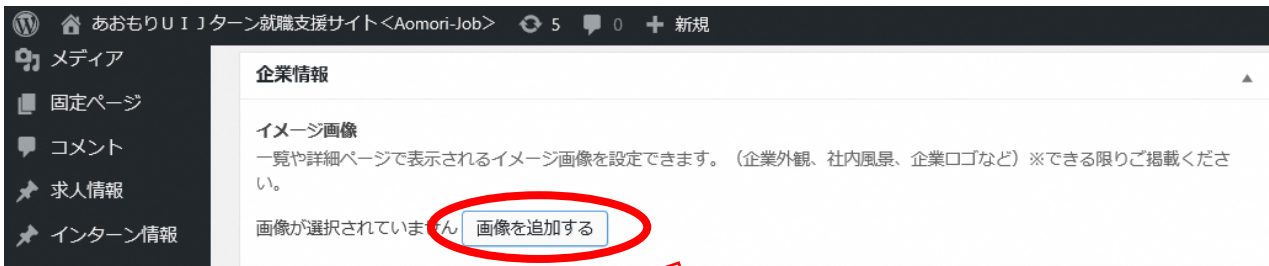 あおもりUIJターン就職支援サイト<Aomori-Job> 5 0 新規
メディア
固定ページ
コメント
求人情報
インターン情報
企業情報
イメージ画像
一覧や詳細ページで表示されるイメージ画像を設定できます。（企業外観、社内風景、企業ロゴなど）※できる限りご掲載くださ
い。
画像が選択されていません 画像を追加する